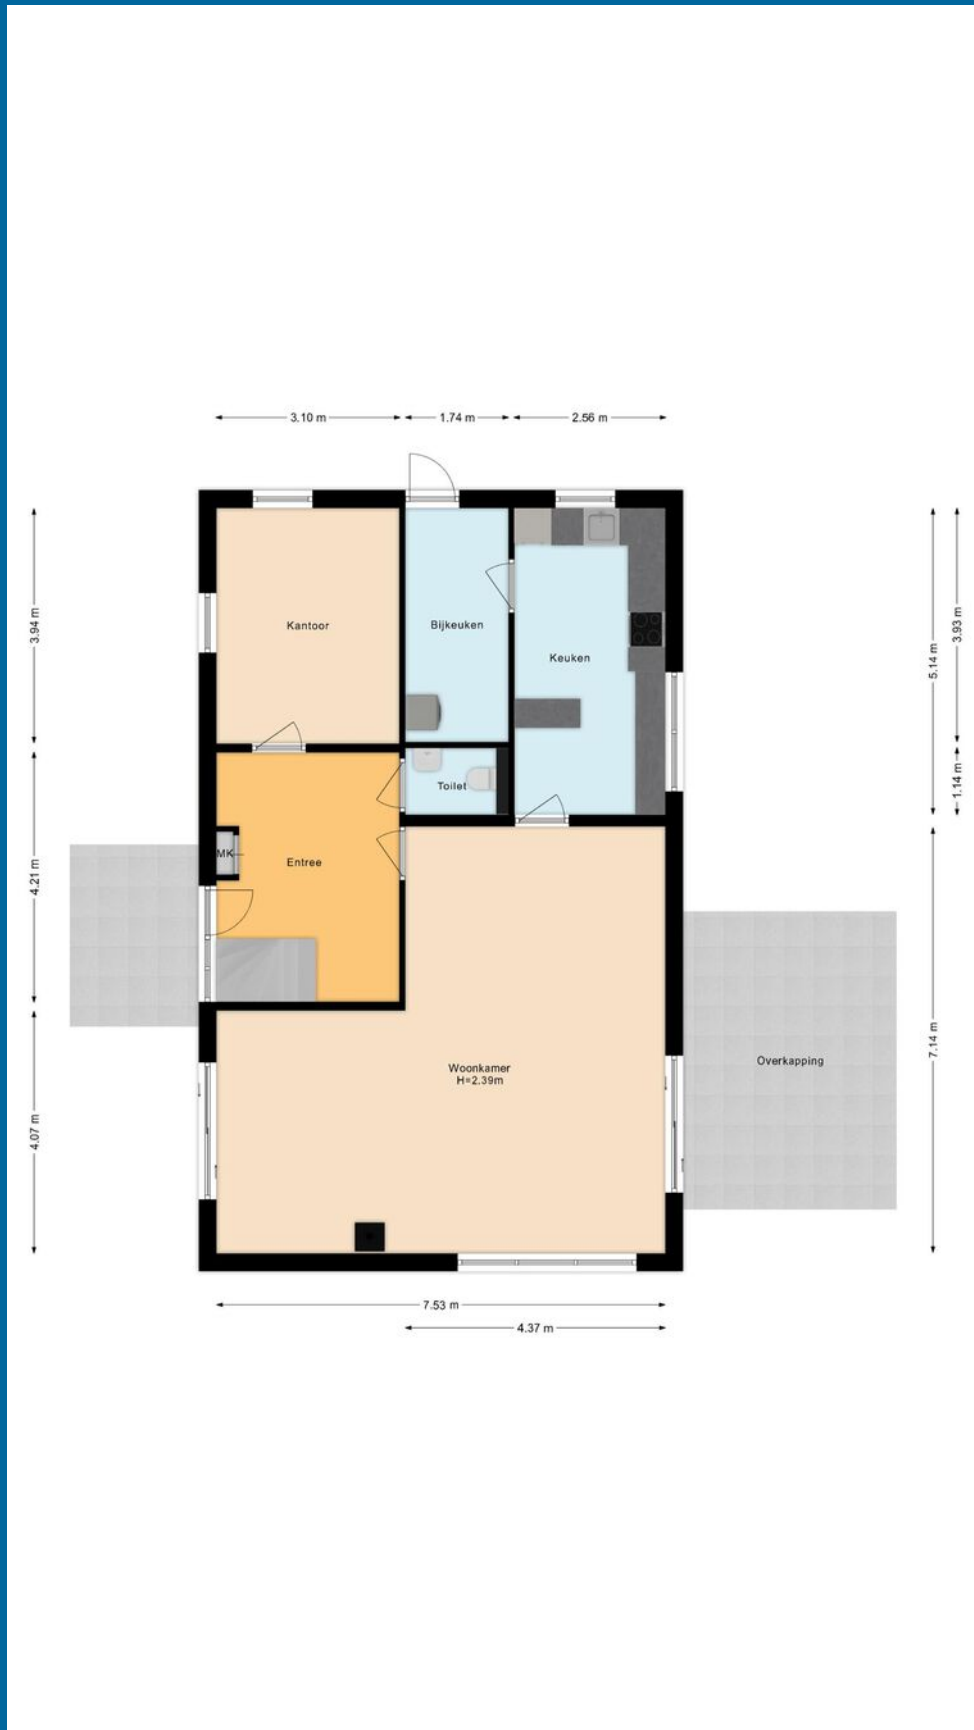 3.10 m
1.74 m
2.56 m
3.94 m
Kantoor
Bijkeuken
Keuken
5.14 m
3.93 m
Toilet
1.14 m
MK
Entree
4.21 m
Woonkamer
H=2.39m
Overkapping
7.14 m
4.07 m
7.53 m
4.37 m